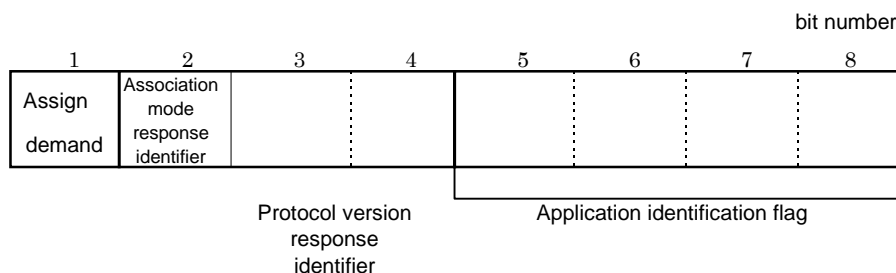 bit number
1 2 3 4 5 6 7 8
Assign
demand
Association
mode
response
identifier
Protocol version
response
identifier
Application identification flag